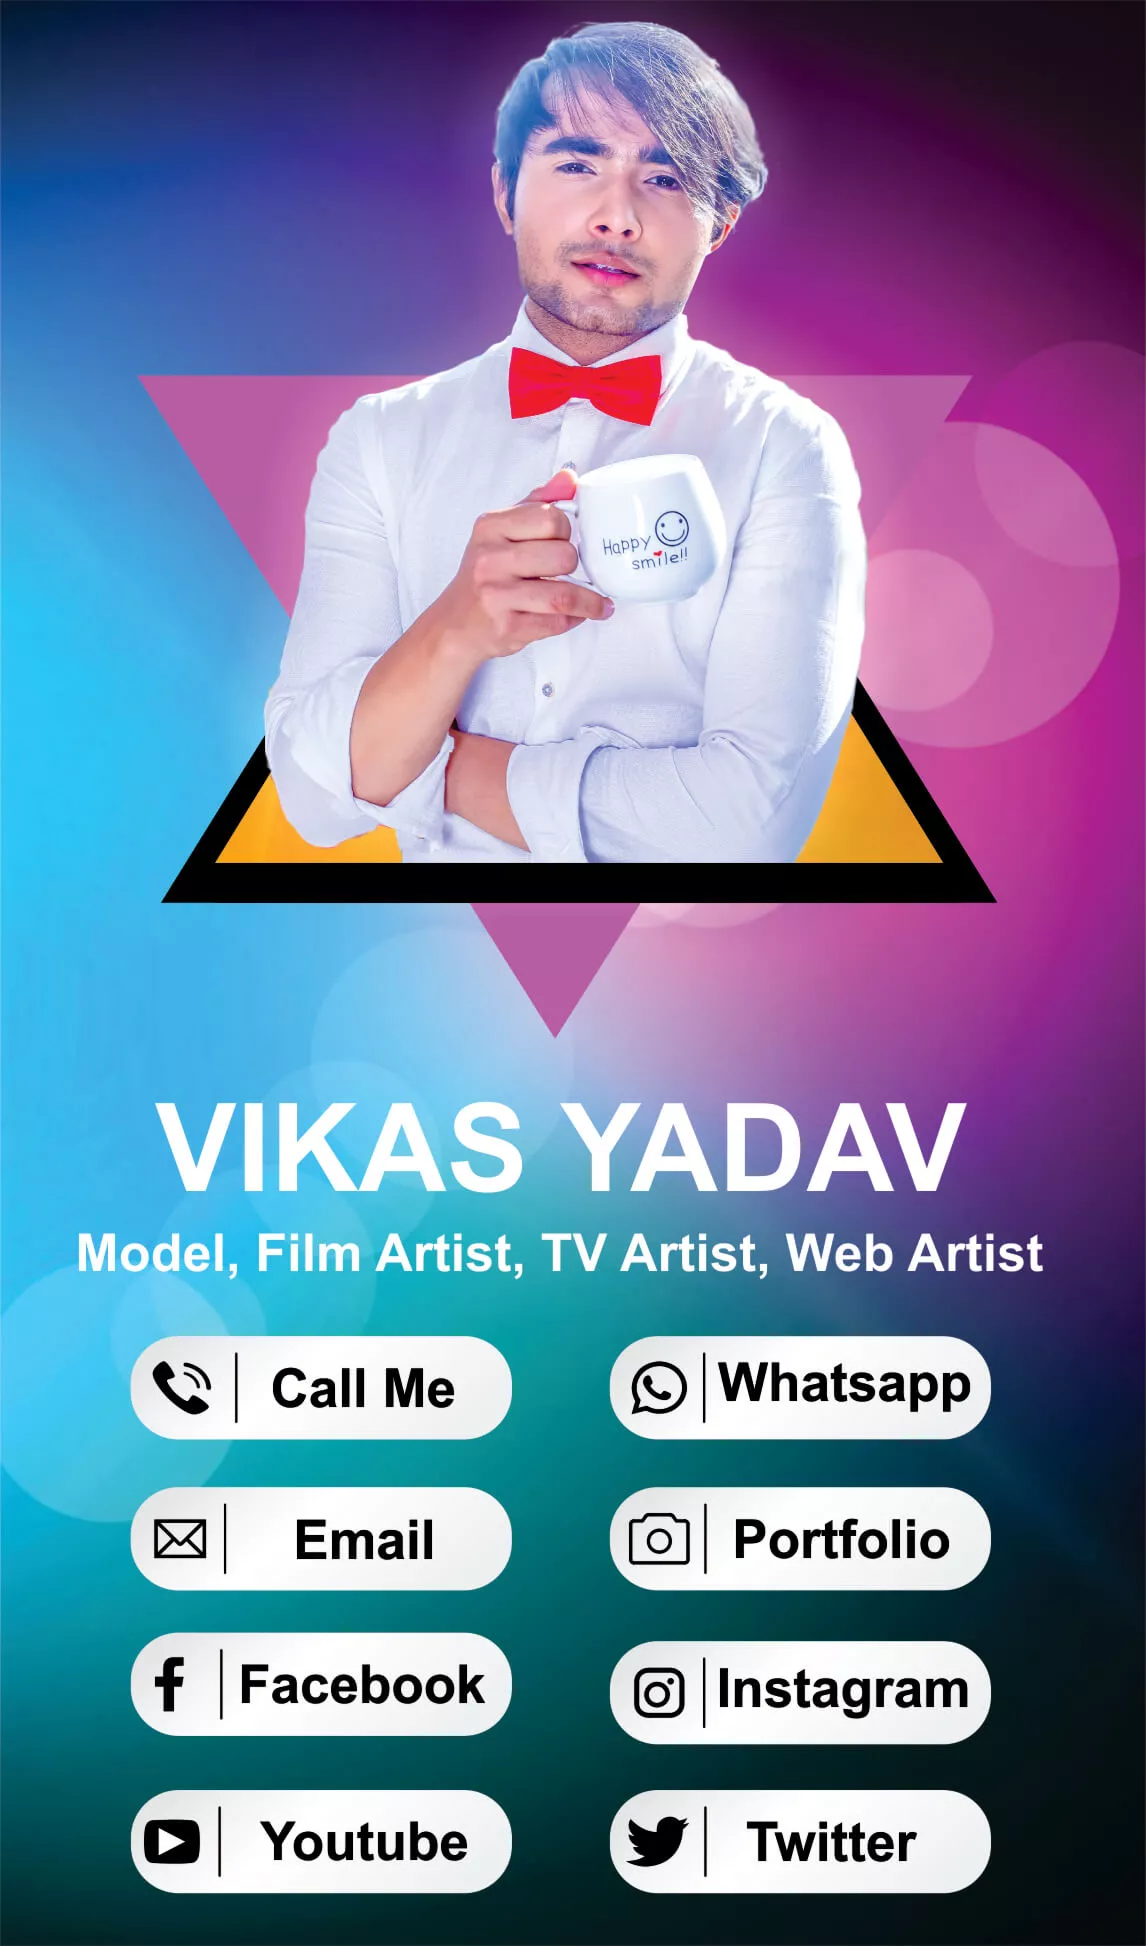 Happy
smile!!
VIKAS YADAV
Model, Film Artist, TV Artist, Web Artist
Call Me
Whatsapp
Email
Portfolio
Facebook
Instagram
Youtube
Twitter